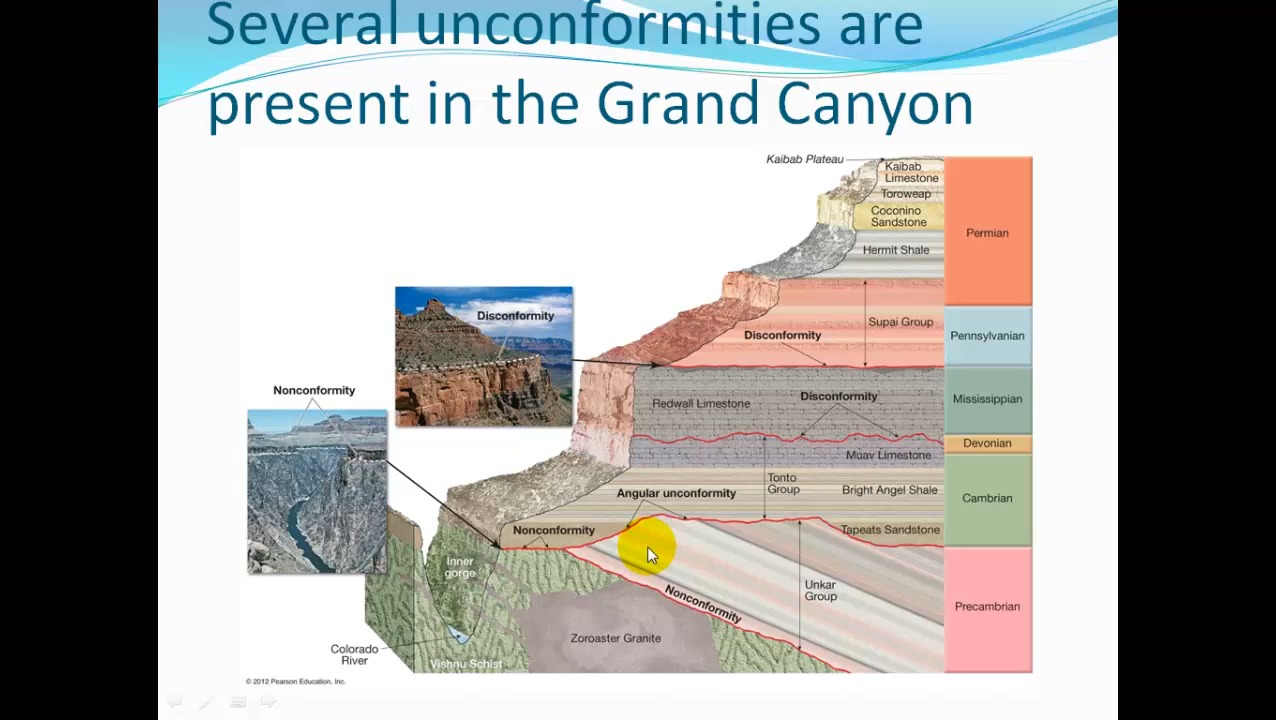 Several unconformities are
present in the Grand Canyon
Kaibab Plateau
Kaibab
Limestone
Toroweap
Coconino
Sandstone
Permian
Hermit Shale
Disconformity
Supai Group
Disconformity
Pennsylvanian
Nonconformity
Redwall Limestone
Disconformity
Mississippian
Devonian
Muav Limestone
Tonto
Group
Angular unconformity
Bright Angel Shale
Cambrian
Nonconformity
Tapeats Sandstone
Inner
gorge
Unkar
Group
Nonconformity
Precambrian
Zoroaster Granite
Colorado
River
Vishnu Schist
© 2012 Pearson Education, Inc.